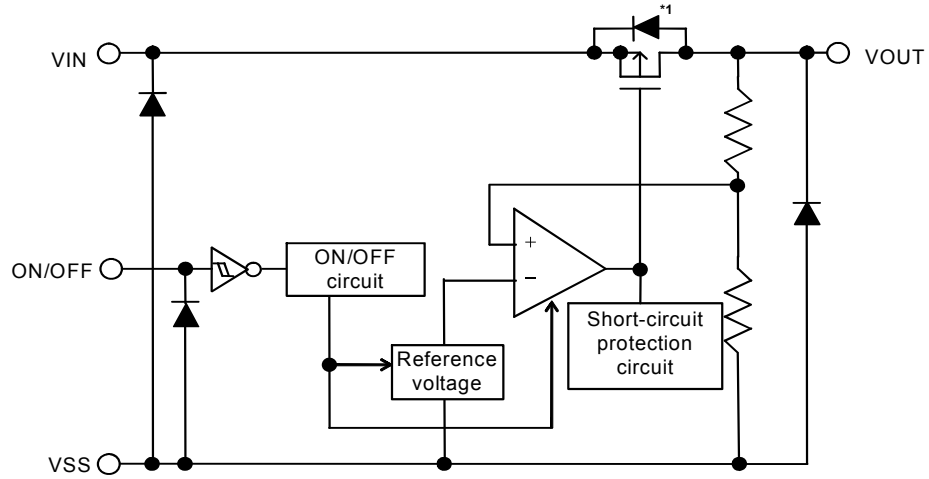 *1
VIN
VOUT
ON/OFF
ON/OFF
circuit
+
−
Short-circuit
protection
circuit
Reference
voltage
VSS